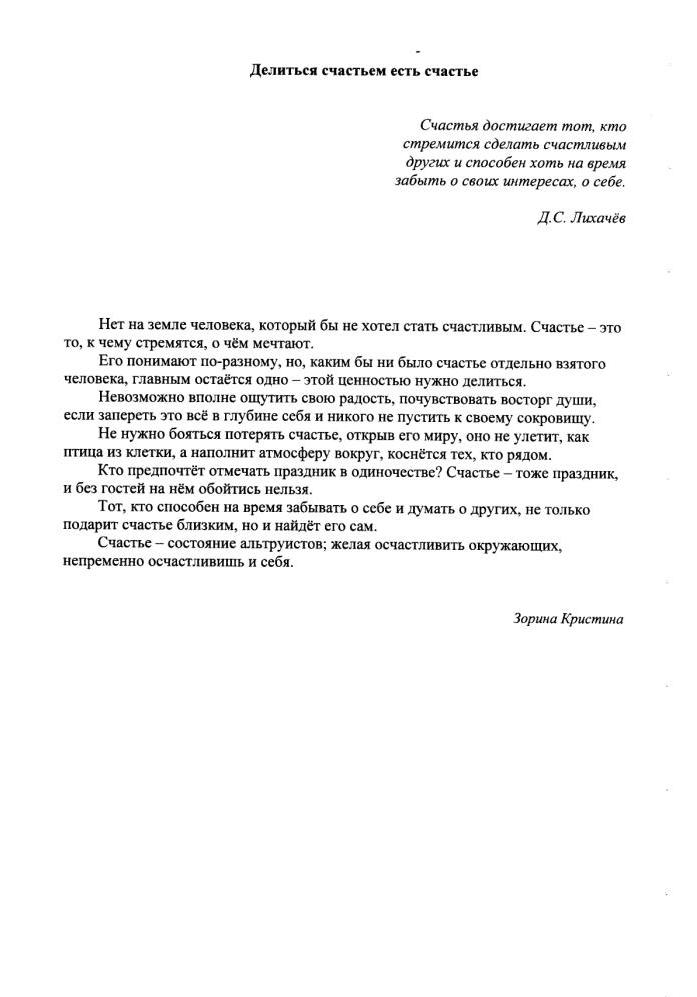 Делиться счастьем есть счастье
Счастья достигает тот, кто
стремится сделать счастливым
других и способен хоть на время
забыть о своих интересах, о себе.
Д.С. Лихачёв
Нет на земле человека, который бы не хотел стать счастливым. Счастье – это
то, к чему стремятся, о чём мечтают.
Его понимают по-разному, но, каким бы ни было счастье отдельно взятого
человека, главным остаётся одно – этой ценностью нужно делиться.
Невозможно вполне ощутить свою радость, почувствовать восторг души,
если запереть это всё в глубине себя и никого не пустить к своему сокровищу.
Не нужно бояться потерять счастье, открыв его миру, оно не улетит, как
птица из клетки, а наполнит атмосферу вокруг, коснётся тех, кто рядом.
Кто предпочтёт отмечать праздник в одиночестве? Счастье – тоже праздник,
и без гостей на нём обойтись нельзя.
Тот, кто способен на время забывать о себе и думать о других, не только
подарит счастье близким, но и найдёт его сам.
Счастье – состояние альтруистов; желая осчастливить окружающих,
непременно осчастливишь и себя.
Зорина Кристина